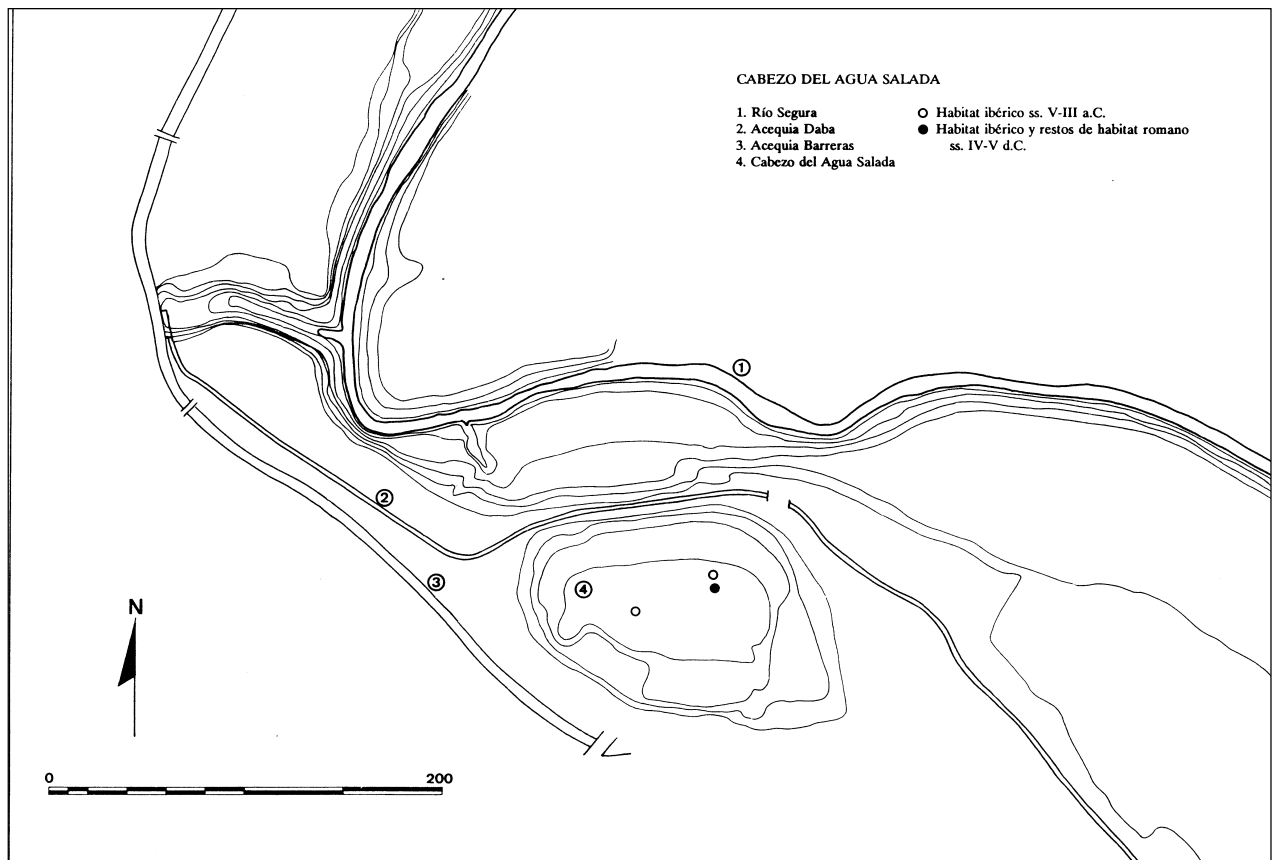 CABEZO DEL AGUA SALADA
1. Río Segura
2. Acequia Daba
3. Acequia Barreras
4. Cabezo del Agua Salada
Habitat ibérico ss. V-III a.C.
Habitat ibérico y restos de habitat romano
ss. IV-V d.C.
1
2
3
4
N
0 200